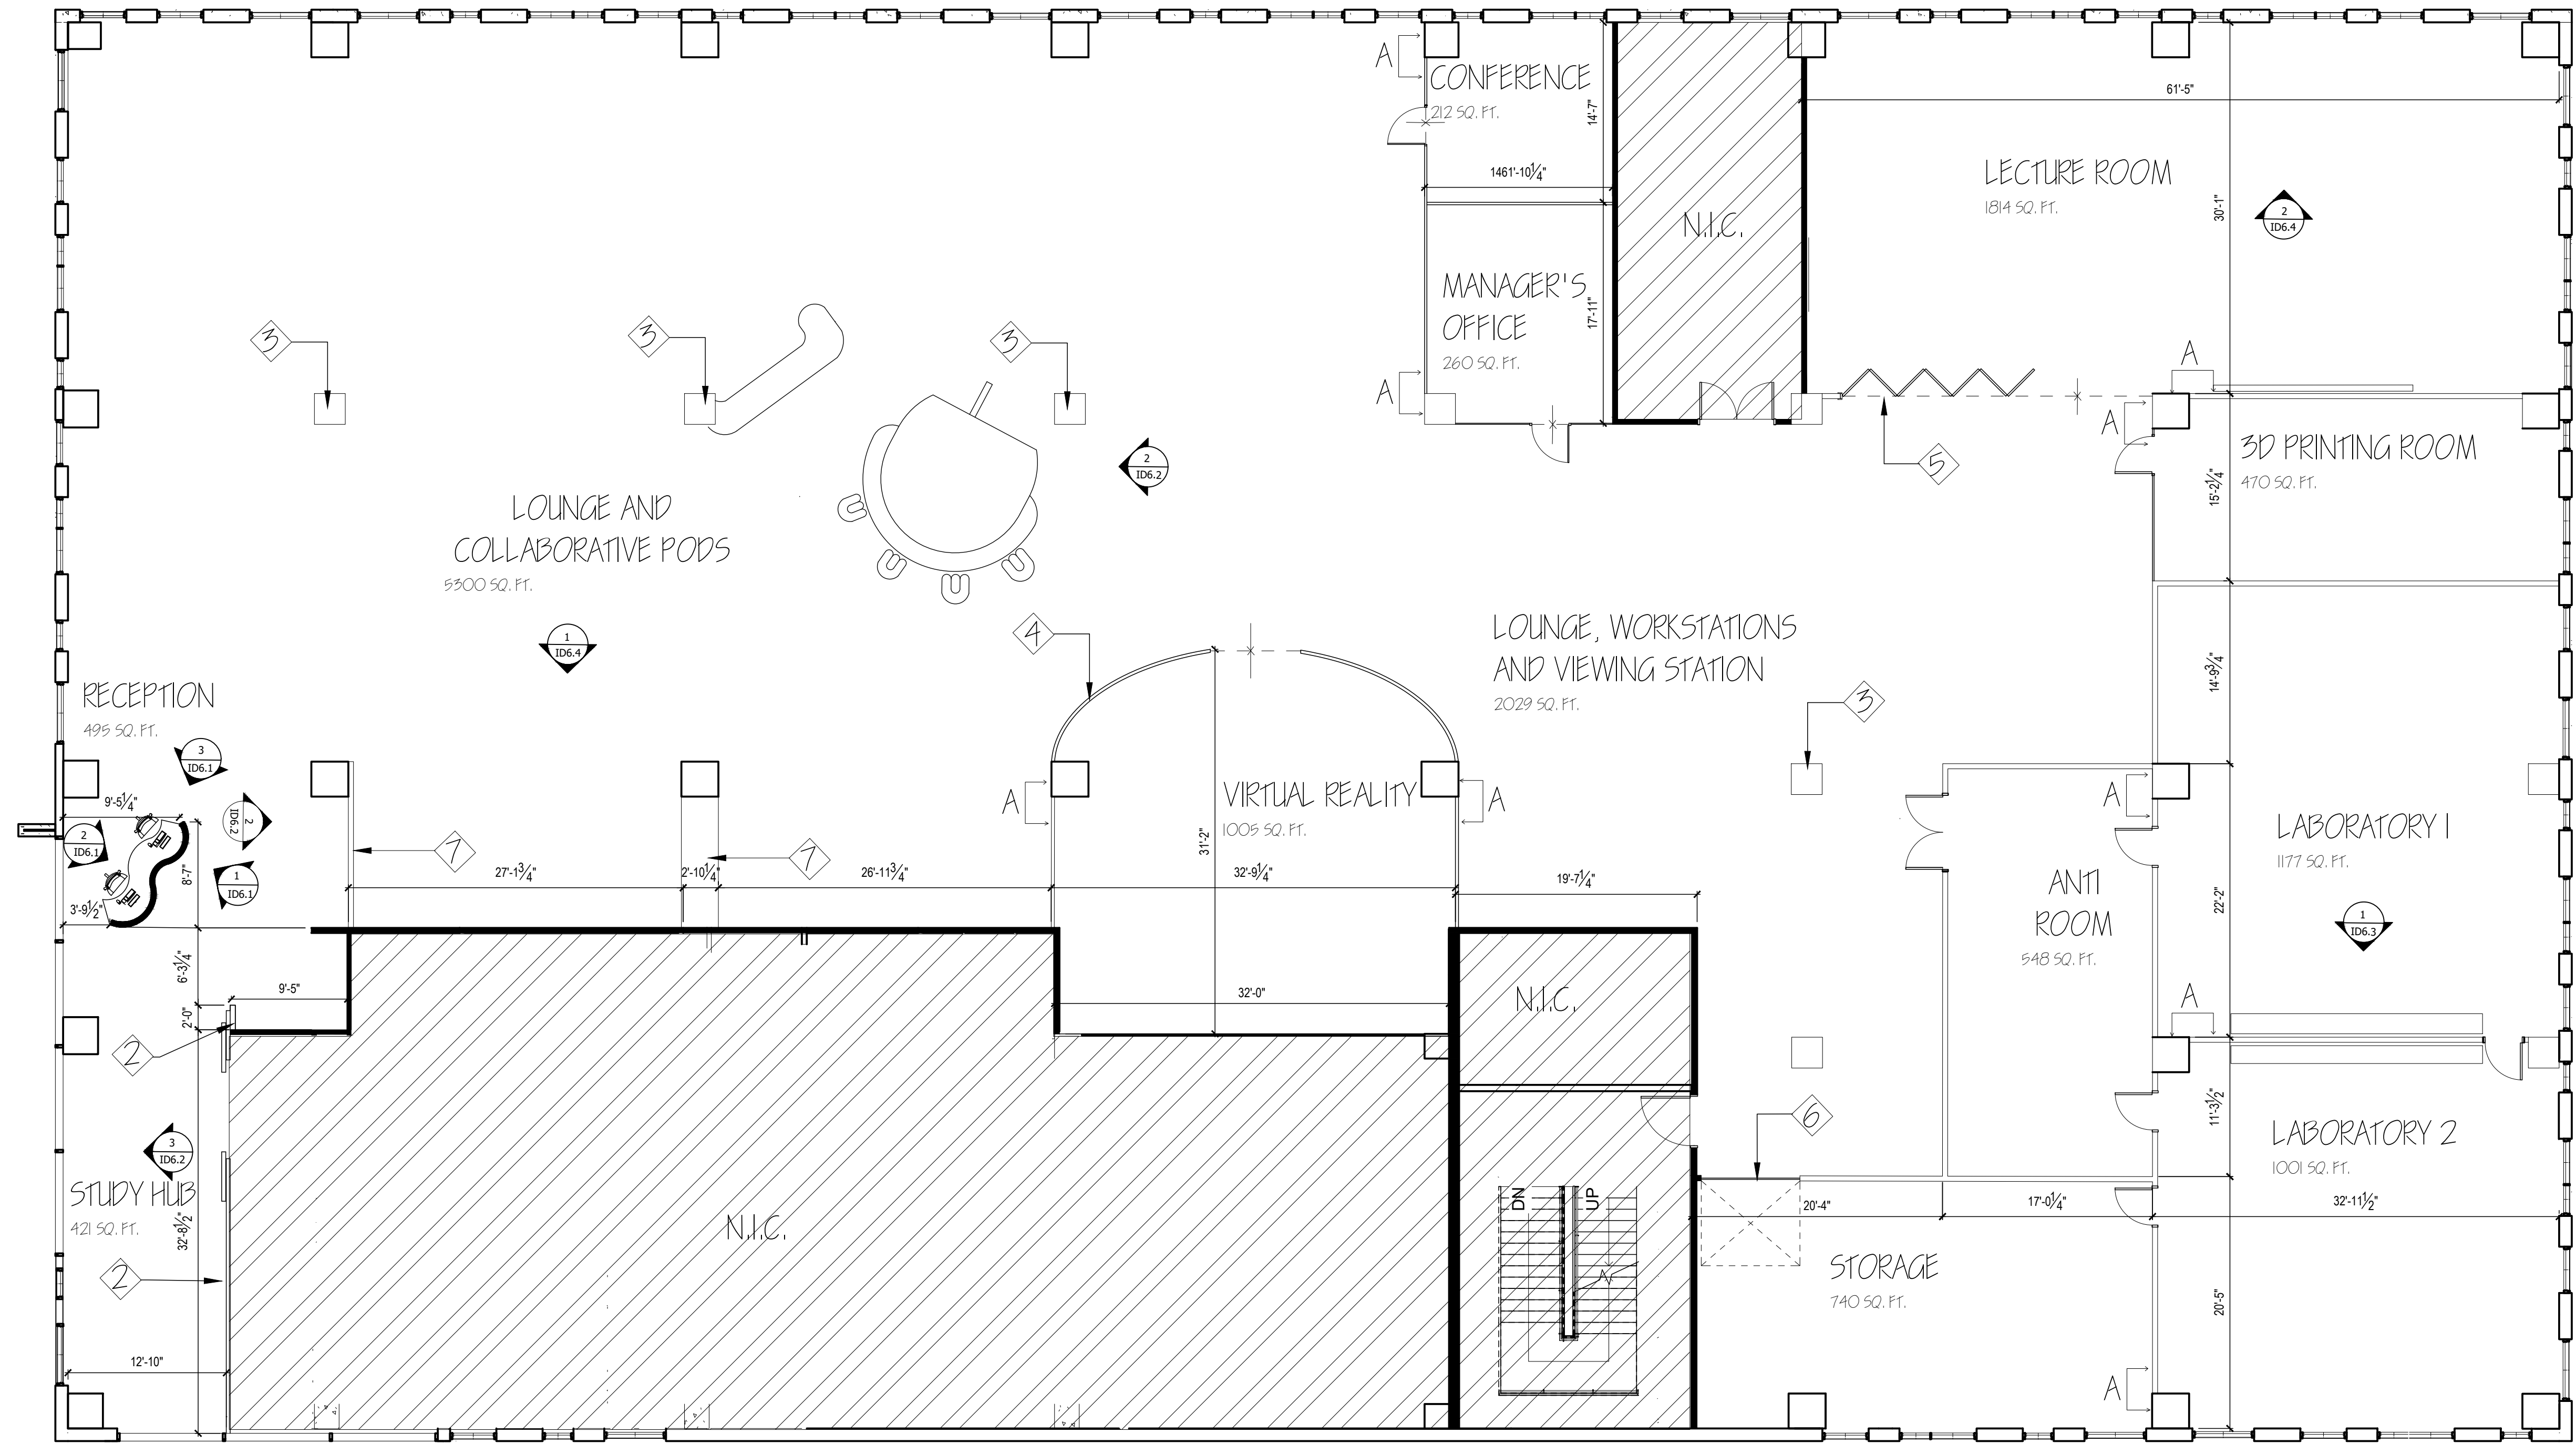 A
CONFERENCE
212 SQ. FT.
14'-7"
61'-5"
1461'-10¼"
LECTURE ROOM
1814 SQ. FT.
30'-1"
2
ID6.4
N.I.C.
MANAGER'S
OFFICE
260 SQ. FT.
17'-11"
3
3
3
A
A
A
5
3D PRINTING ROOM
470 SQ. FT.
15'-2¼"
2
ID6.2
LOUNGE AND
COLLABORATIVE PODS
5300 SQ. FT.
1
ID6.4
4
LOUNGE, WORKSTATIONS
AND VIEWING STATION
2029 SQ. FT.
14'-9¾"
3
RECEPTION
495 SQ. FT.
3
ID6.1
9'-5¼"
2
ID6.2
2
ID6.1
8'-7"
1
ID6.1
3'-9½"
7
7
27'-1¾"
2'-10¼"
26'-11¾"
A
VIRTUAL REALITY
1005 SQ. FT.
31'-2"
32'-9¼"
A
19'-7¼"
A
LABORATORY 1
1177 SQ. FT.
ANTI
ROOM
548 SQ. FT.
22'-2"
1
ID6.3
6'-3¼"
9'-5"
2'-0"
2
32'-0"
N.I.C.
A
6
11'-3½"
LABORATORY 2
1001 SQ. FT.
3
ID6.2
STUDY HUB
421 SQ. FT.
32'-8½"
2
N.I.C.
DN
UP
20'-4"
17'-0¼"
32'-11½"
STORAGE
740 SQ. FT.
20'-5"
12'-10"
A